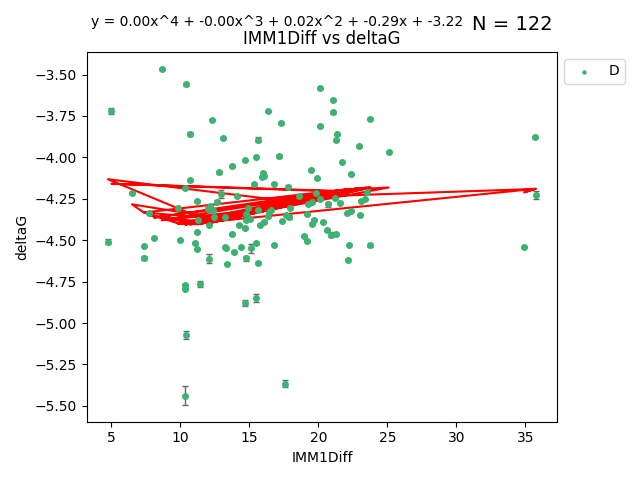 y = 0.00x^4 + -0.00x^3 + 0.02x^2 + -0.29x + -3.22 N = 122
IMM1Diff vs deltaG
D
−3.50
−3.75
−4.00
−4.25
−4.50
−4.75
−5.00
−5.25
−5.50
deltaG
5 10 15 20 25 30 35
IMM1Diff